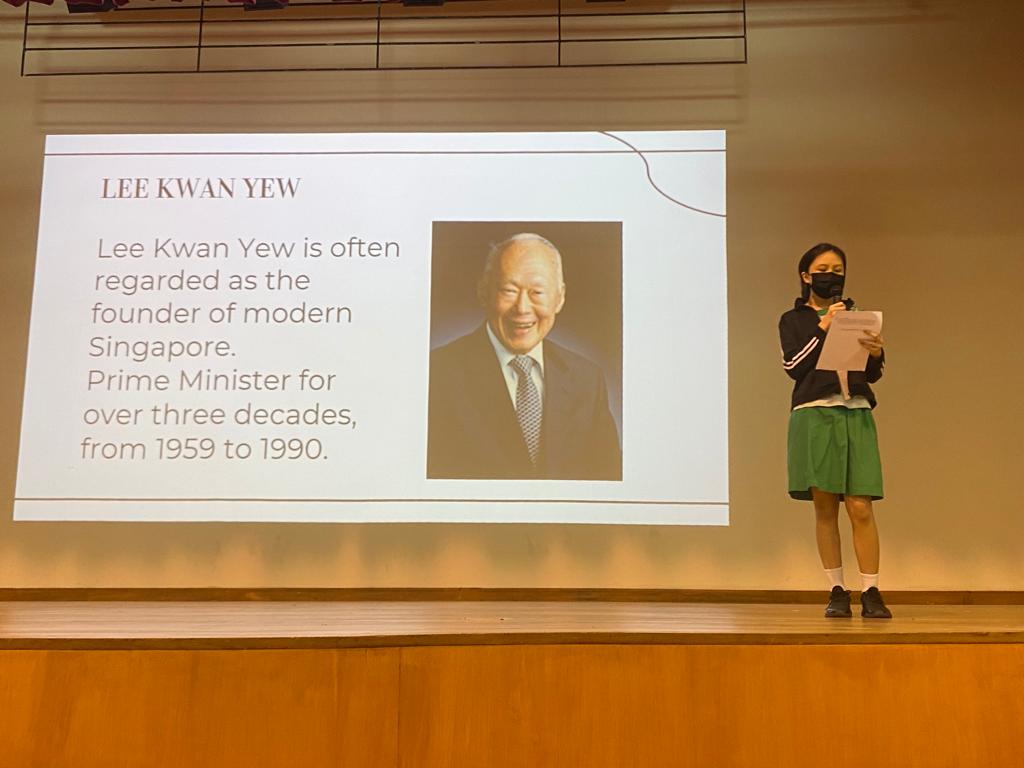 LEE KWAN YEW
Lee Kwan Yew is often
regarded as the
founder of modern
Singapore.
Prime Minister for
over three decades,
from 1959 to 1990.